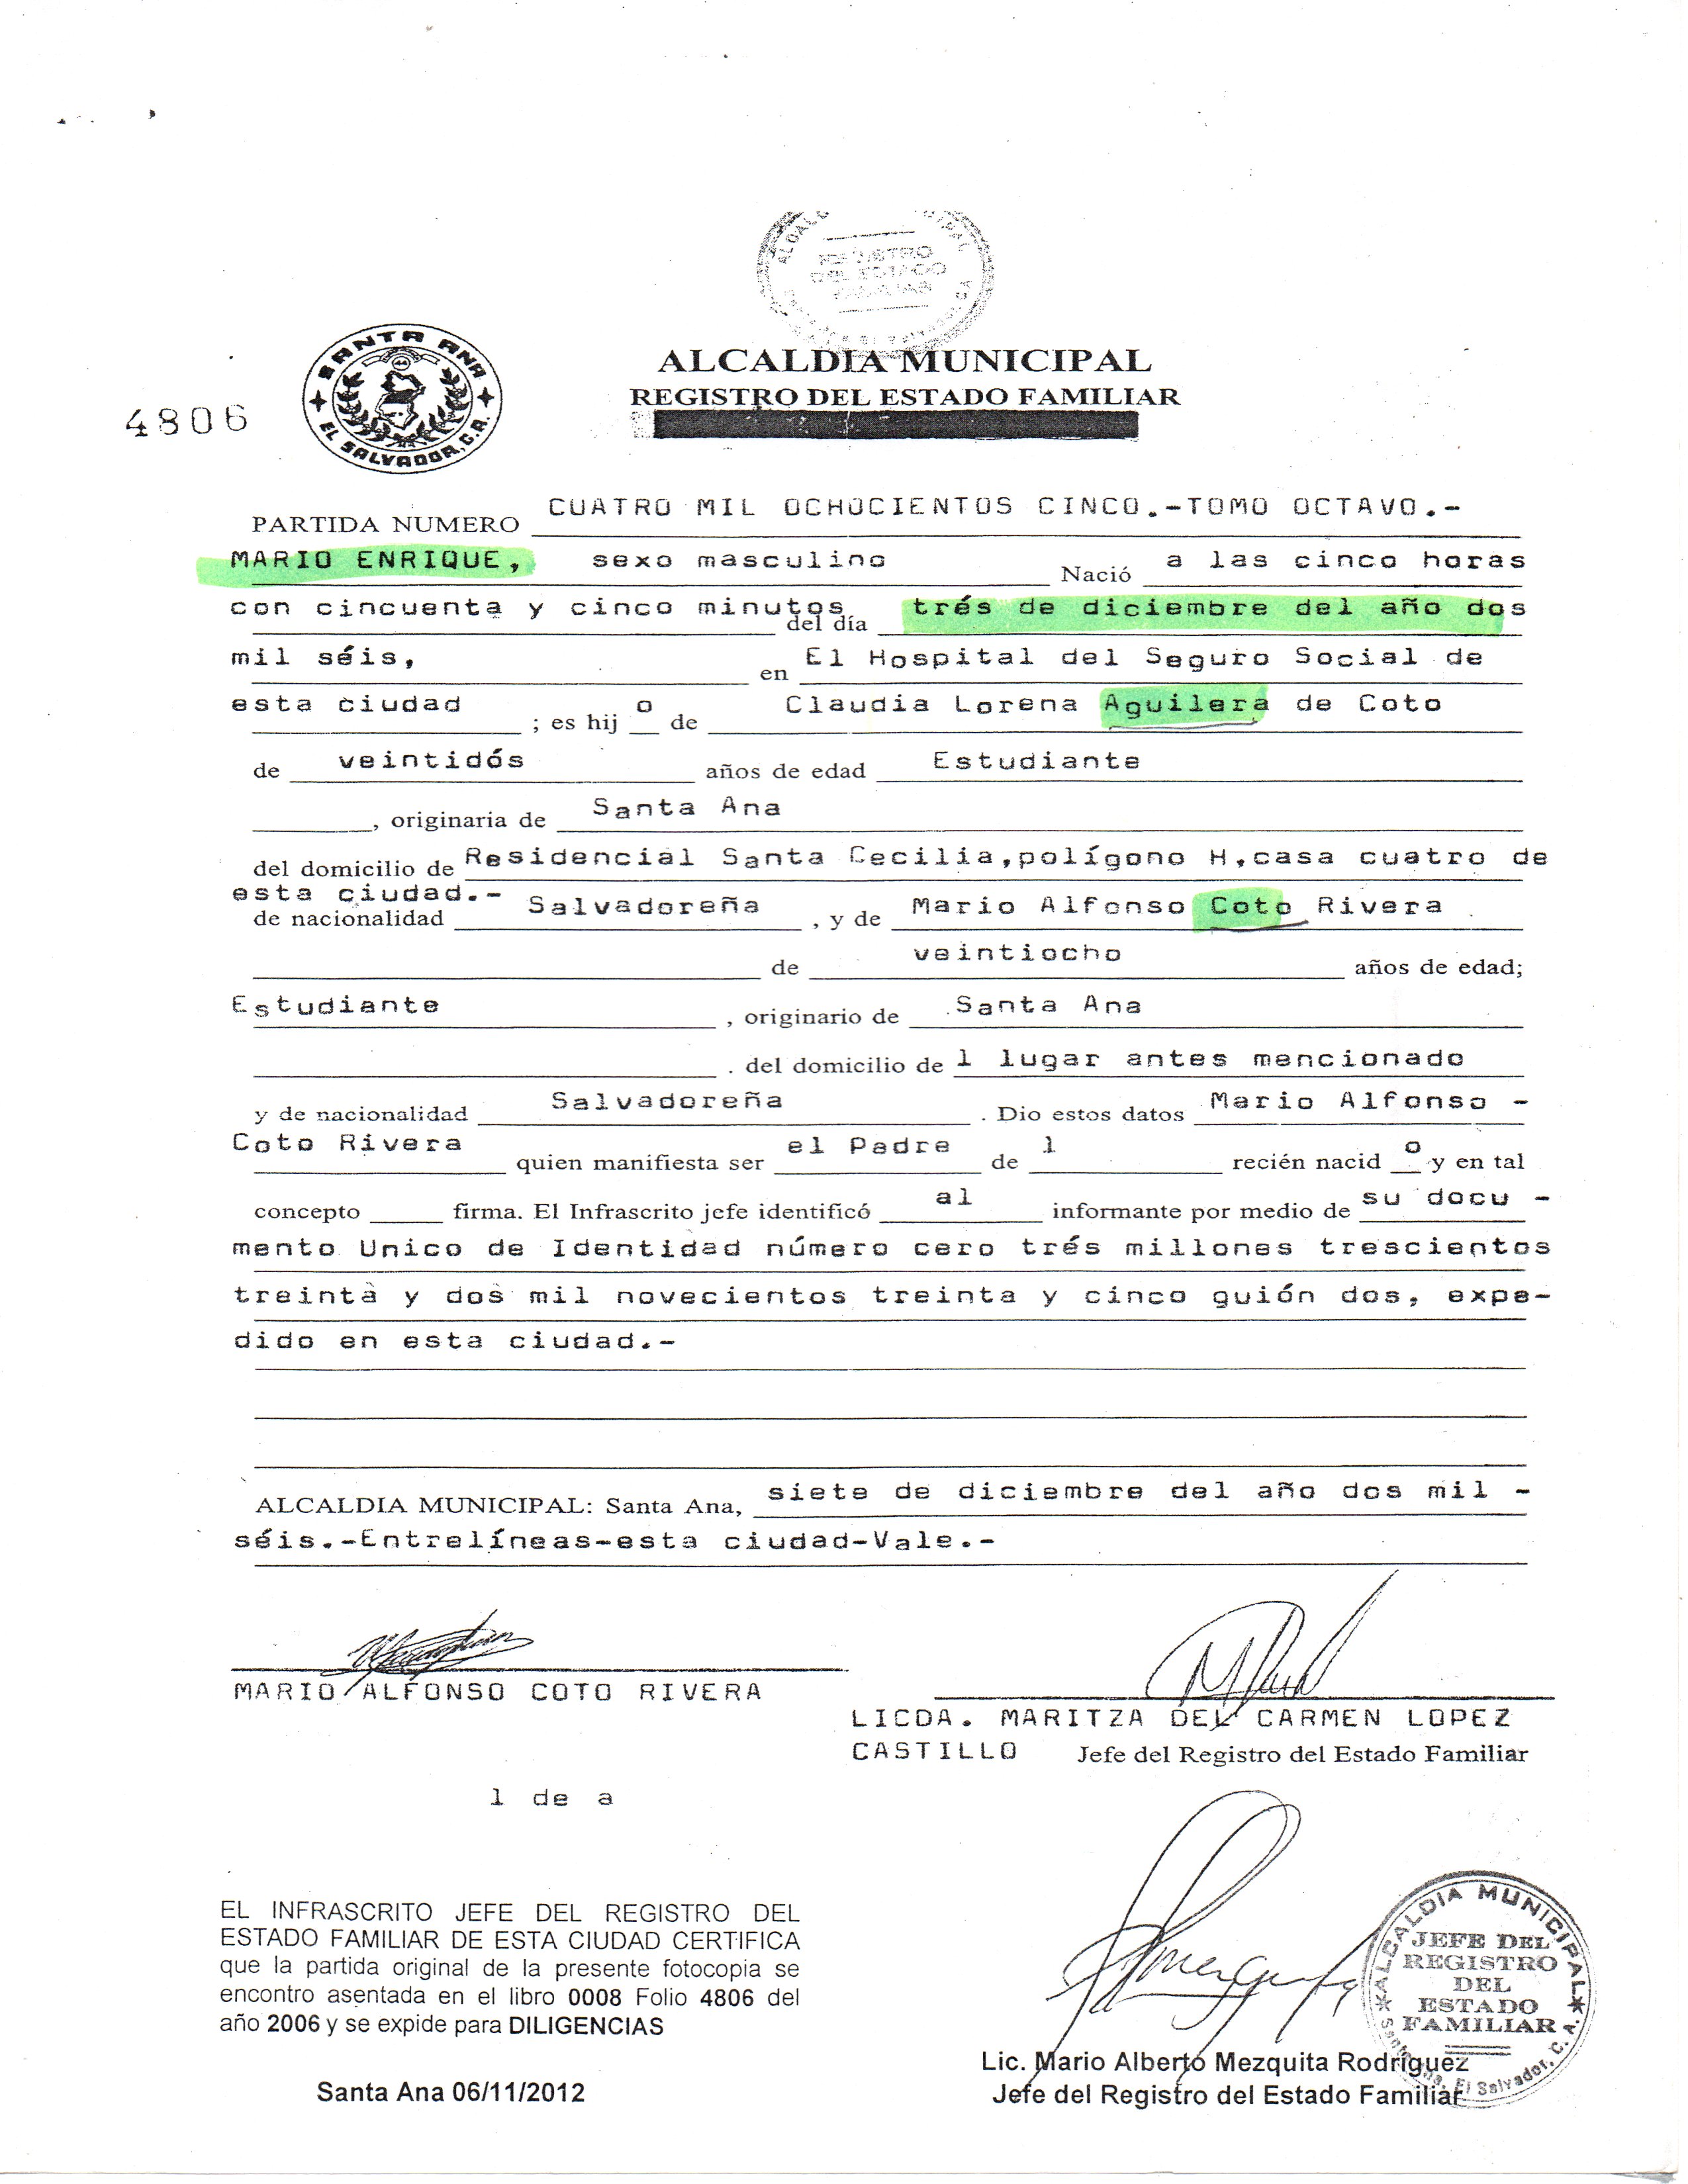 REGISTRO
DEL ESTADO
FAMILIAR
SANTA ANA
EL SALVADOR, C.A.
ALCALDIA MUNICIPAL
REGISTRO DEL ESTADO FAMILIAR
4806
PARTIDA NUMERO CUATRO MIL OCHOCIENTOS CINCO.-TOMO OCTAVO.-
MARIO ENRIQUE, sexo masculino Nació a las cinco horas
con cincuenta y cinco minutos del día trés de diciembre del año dos
mil séis, en El Hospital del Seguro Social de
esta ciudad ; es hij o de Claudia Lorena Aguilera de Coto
de veintidós años de edad Estudiante
, originaria de Santa Ana
del domicilio de Residencial Santa Cecilia,polígono H,casa cuatro de
esta ciudad.-
de nacionalidad Salvadoreña , y de Mario Alfonso Coto Rivera
de veintiocho años de edad;
Estudiante , originario de Santa Ana
. del domicilio de l lugar antes mencionado
y de nacionalidad Salvadoreña . Dio estos datos Mario Alfonso -
Coto Rivera quien manifiesta ser el Padre de l recién nacid o y en tal
concepto firma. El Infrascrito jefe identificó al informante por medio de su docu -
mento Unico de Identidad número cero trés millones trescientos
treinta y dos mil novecientos treinta y cinco guión dos, expe-
dido en esta ciudad.-
ALCALDIA MUNICIPAL: Santa Ana, siete de diciembre del año dos mil -
séis.-Entrelíneas-esta ciudad-Vale.-
MARIO ALFONSO COTO RIVERA
LICDA. MARITZA DEL CARMEN LOPEZ
CASTILLO Jefe del Registro del Estado Familiar
l de a
EL INFRASCRITO JEFE DEL REGISTRO DEL
ESTADO FAMILIAR DE ESTA CIUDAD CERTIFICA
que la partida original de la presente fotocopia se
encontro asentada en el libro 0008 Folio 4806 del
año 2006 y se expide para DILIGENCIAS
Santa Ana 06/11/2012
ALCALDIA MUNICIPAL
JEFE DEL
REGISTRO
DEL
ESTADO
FAMILIAR
Santa Ana, El Salvador, C. A.
Lic. Mario Alberto Mezquita Rodriguez
Jefe del Registro del Estado Familiar